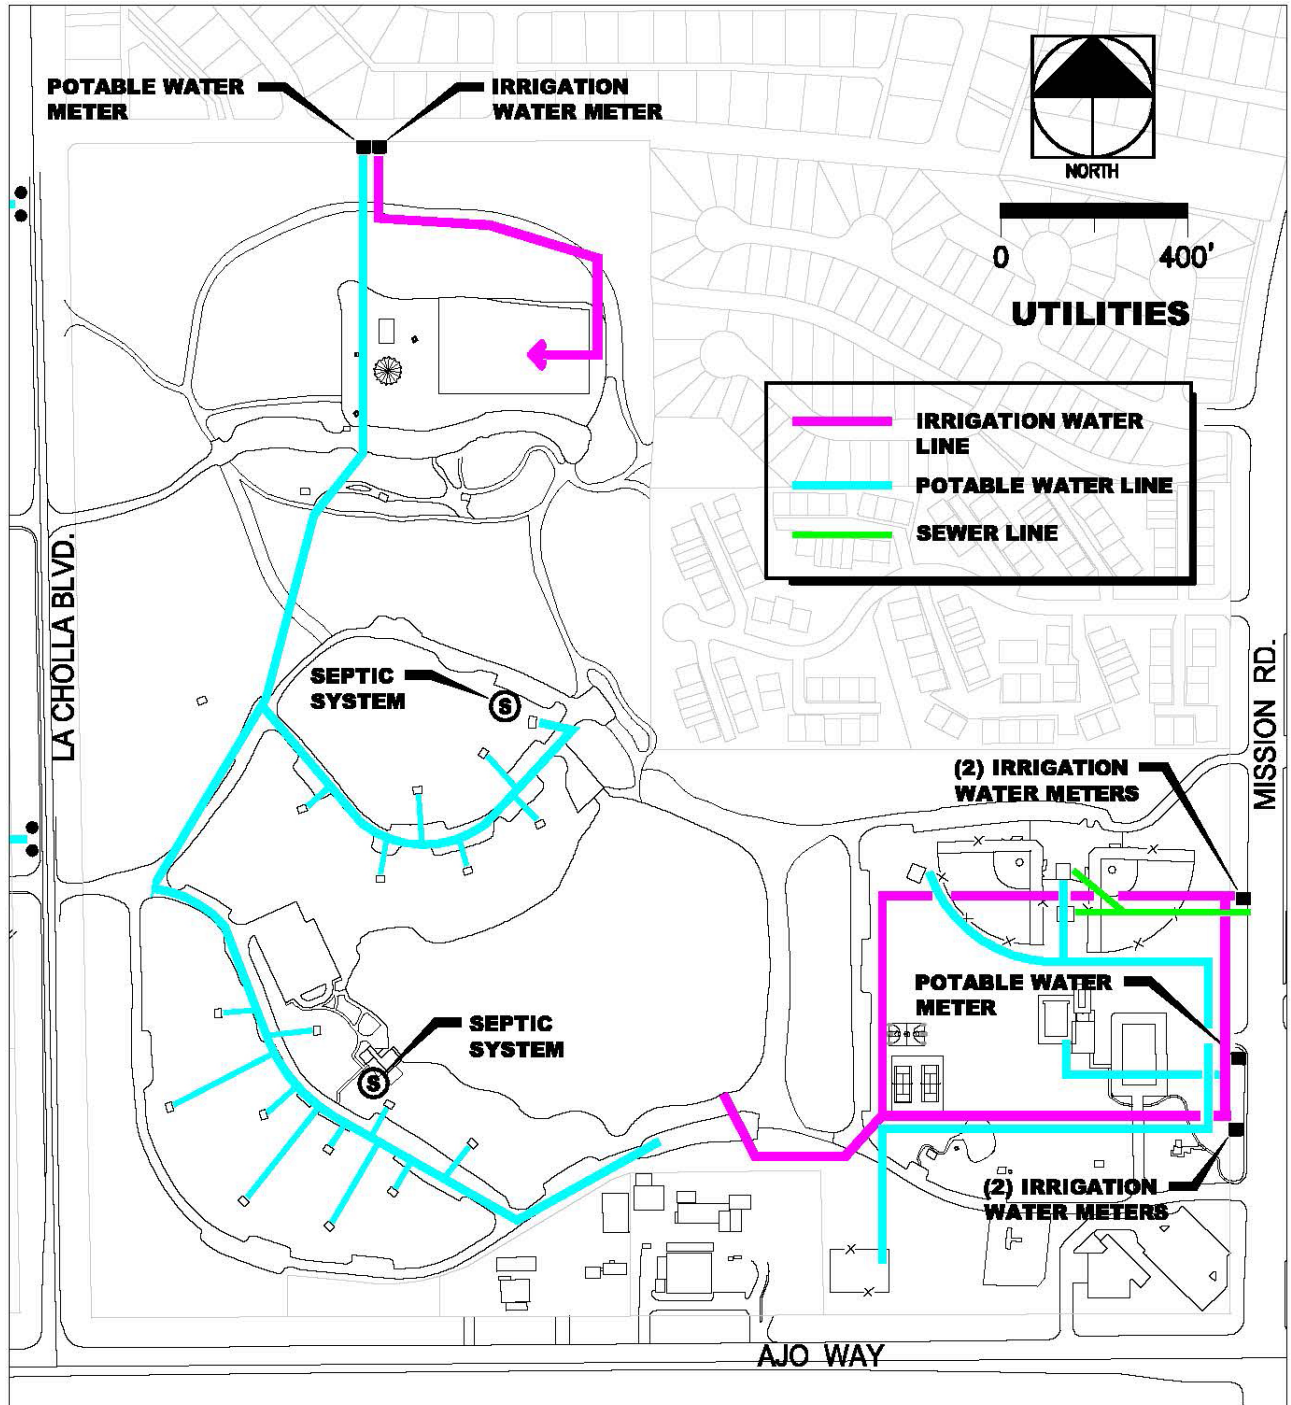 POTABLE WATER
METER
IRRIGATION
WATER METER
NORTH
0 400'
UTILITIES
IRRIGATION WATER
LINE
POTABLE WATER LINE
SEWER LINE
LA CHOLLA BLVD.
SEPTIC
SYSTEM
S
MISSION RD.
(2) IRRIGATION
WATER METERS
POTABLE WATER
METER
SEPTIC
SYSTEM
S
(2) IRRIGATION
WATER METERS
AJO WAY